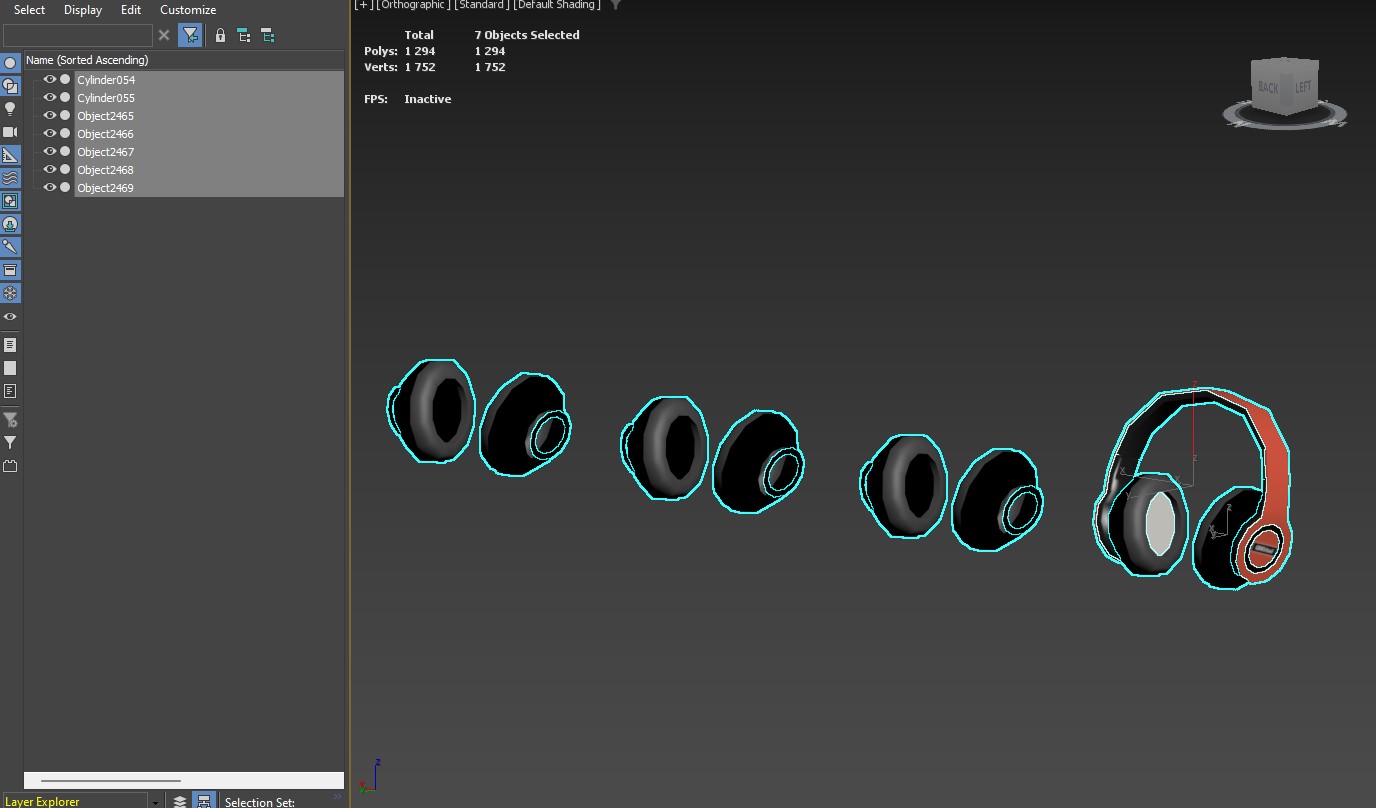 Select Display Edit Customize
[+] [Orthographic] [Standard] [Default Shading]
Name (Sorted Ascending)
Cylinder054
Cylinder055
Object2465
Object2466
Object2467
Object2468
Object2469
Total 7 Objects Selected
Polys: 1 294 1 294
Verts: 1 752 1 752
FPS: Inactive
BACK LEFT
z
z
x
Y
z
z
Layer Explorer
Selection Set: